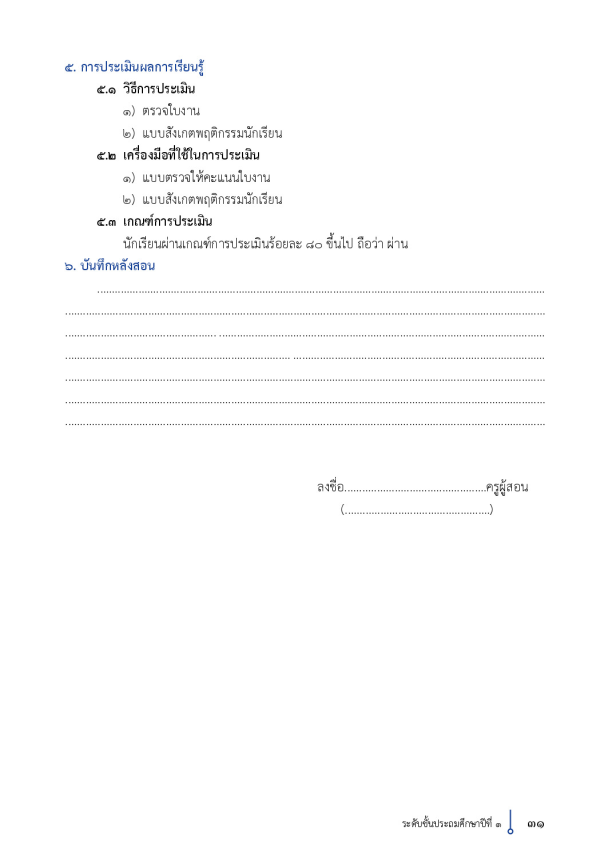 ๕. การประเมินผลการเรียนรู้
๕.๑ วิธีการประเมิน
๑) ตรวจใบงาน
๒) แบบสังเกตพฤติกรรมนักเรียน
๕.๒ เครื่องมือที่ใช้ในการประเมิน
๑) แบบตรวจให้คะแนนใบงาน
๒) แบบสังเกตพฤติกรรมนักเรียน
๕.๓ เกณฑ์การประเมิน
นักเรียนผ่านเกณฑ์การประเมินร้อยละ ๘๐ ขึ้นไป ถือว่า ผ่าน
๖. บันทึกหลังสอน
ลงชื่อ................................................ครูผู้สอน
(.................................................)
ระดับชั้นประถมศึกษาปีที่ ๑ ๓๑